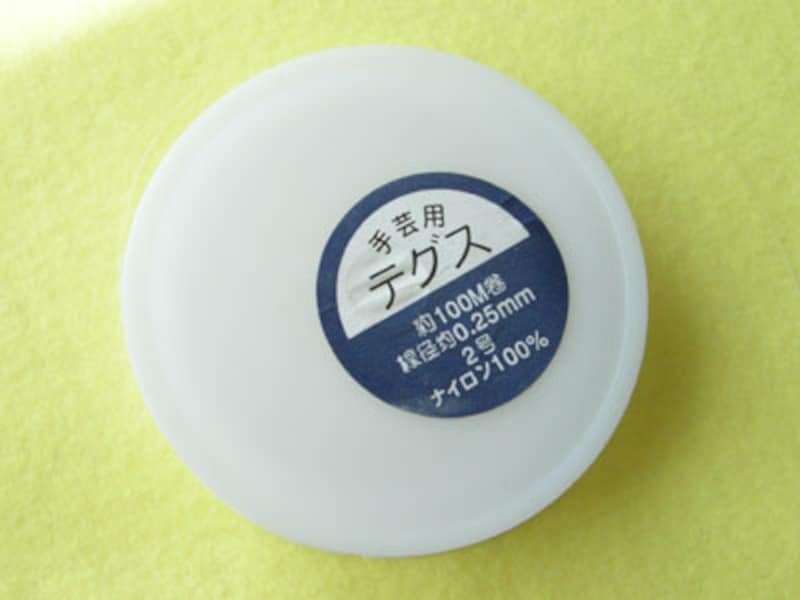 手芸用
テグス
約100M巻
線径約0.25mm
2号
ナイロン100%